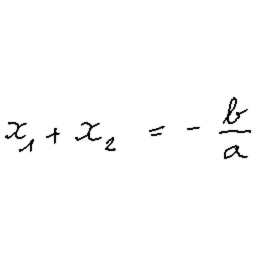 x₁ + x₂ = - b/a